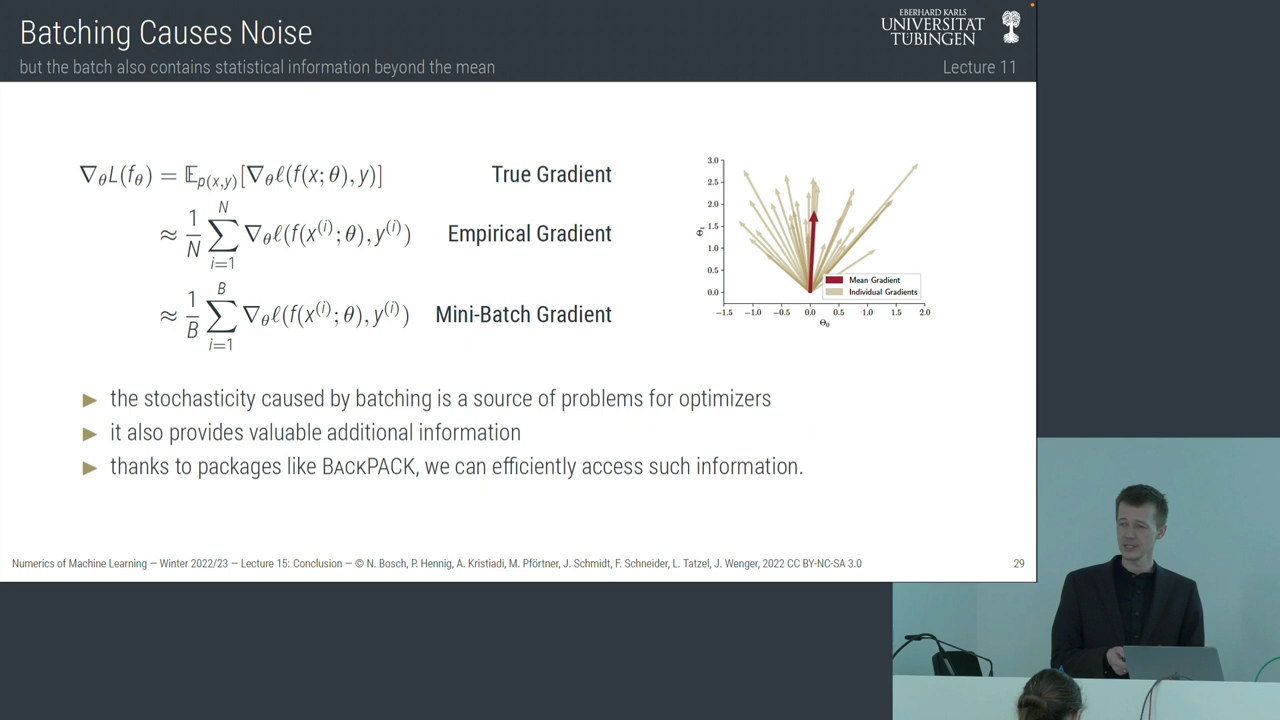 Batching Causes Noise
but the batch also contains statistical information beyond the mean
EBERHARD KARLS
UNIVERSITÄT
TÜBINGEN
Lecture 11
∇θL(fθ) = 𝔼p(x,y)[∇θℓ(f(x;θ),y)] True Gradient
≈ 1/N ∑_{i=1}^{N} ∇θℓ(f(x^(i);θ),y^(i)) Empirical Gradient
≈ 1/B ∑_{i=1}^{B} ∇θℓ(f(x^(i);θ),y^(i)) Mini-Batch Gradient
3.0
2.5
2.0
1.5
1.0
0.5
0.0
Θ1
Mean Gradient
Individual Gradients
−1.5 −1.0 −0.5 0.0 0.5 1.0 1.5 2.0
Θ0
▶ the stochasticity caused by batching is a source of problems for optimizers
▶ it also provides valuable additional information
▶ thanks to packages like BACKPACK, we can efficiently access such information.
Numerics of Machine Learning — Winter 2022/23 — Lecture 15: Conclusion — © N. Bosch, P. Hennig, A. Kristiadi, M. Pförtner, J. Schmidt, F. Schneider, L. Tatzel, J. Wenger, 2022 CC BY-NC-SA 3.0
29